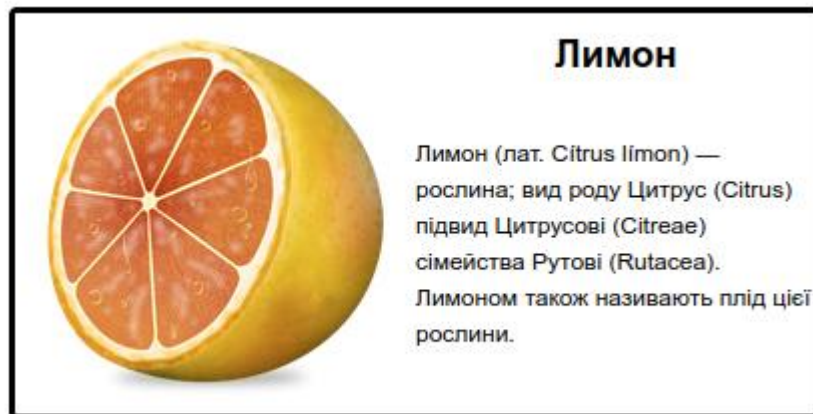 Лимон
Лимон (лат. Cítrus límon) —
рослина; вид роду Цитрус (Citrus)
підвид Цитрусові (Citreae)
сімейства Рутові (Rutacea).
Лимоном також називають плід цієї
рослини.